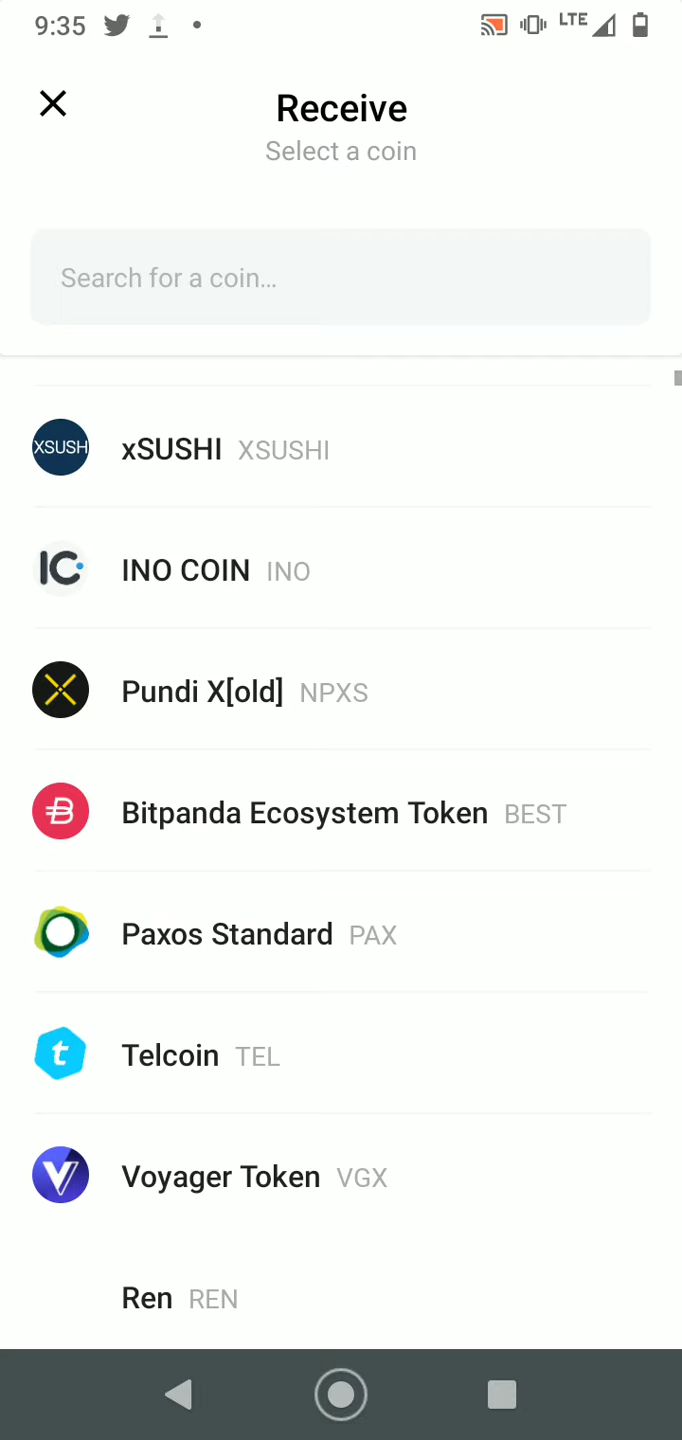 9:35 LTE
Receive
Select a coin
Search for a coin...
XSUSH xSUSHI XSUSHI
IC INO COIN INO
Pundi X[old] NPXS
Bitpanda Ecosystem Token BEST
Paxos Standard PAX
t Telcoin TEL
V Voyager Token VGX
Ren REN